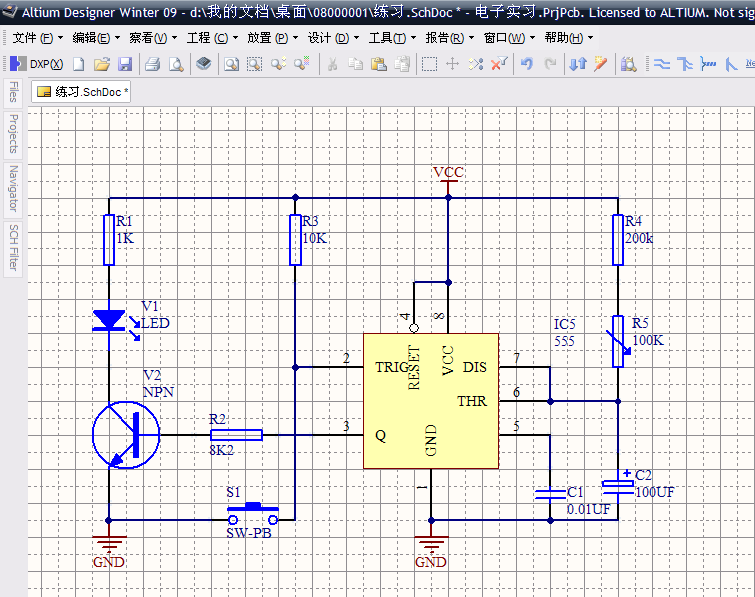 Altium Designer Winter 09 - d:\我的文档\桌面\08000001\练习.SchDoc * - 电子实习.PrjPcb. Licensed to ALTIUM. Not sig
文件 (F) 编辑(E) 察看(V) 工程 (C) 放置 (P) 设计 (D) 工具(T) 报告(R) 窗口(W) 帮助(H)
DXP(X)
练习.SchDoc *
Files
Projects
Navigator
SCH Filter
VCC
R1
1K
R3
10K
R4
200k
V1
LED
4
8
IC5
555
R5
100K
V2
NPN
2
TRIG
RESET
VCC
DIS
7
THR
6
R2
8K2
3
Q
GND
5
1
S1
SW-PB
C1
0.01UF
C2
100UF
GND
GND